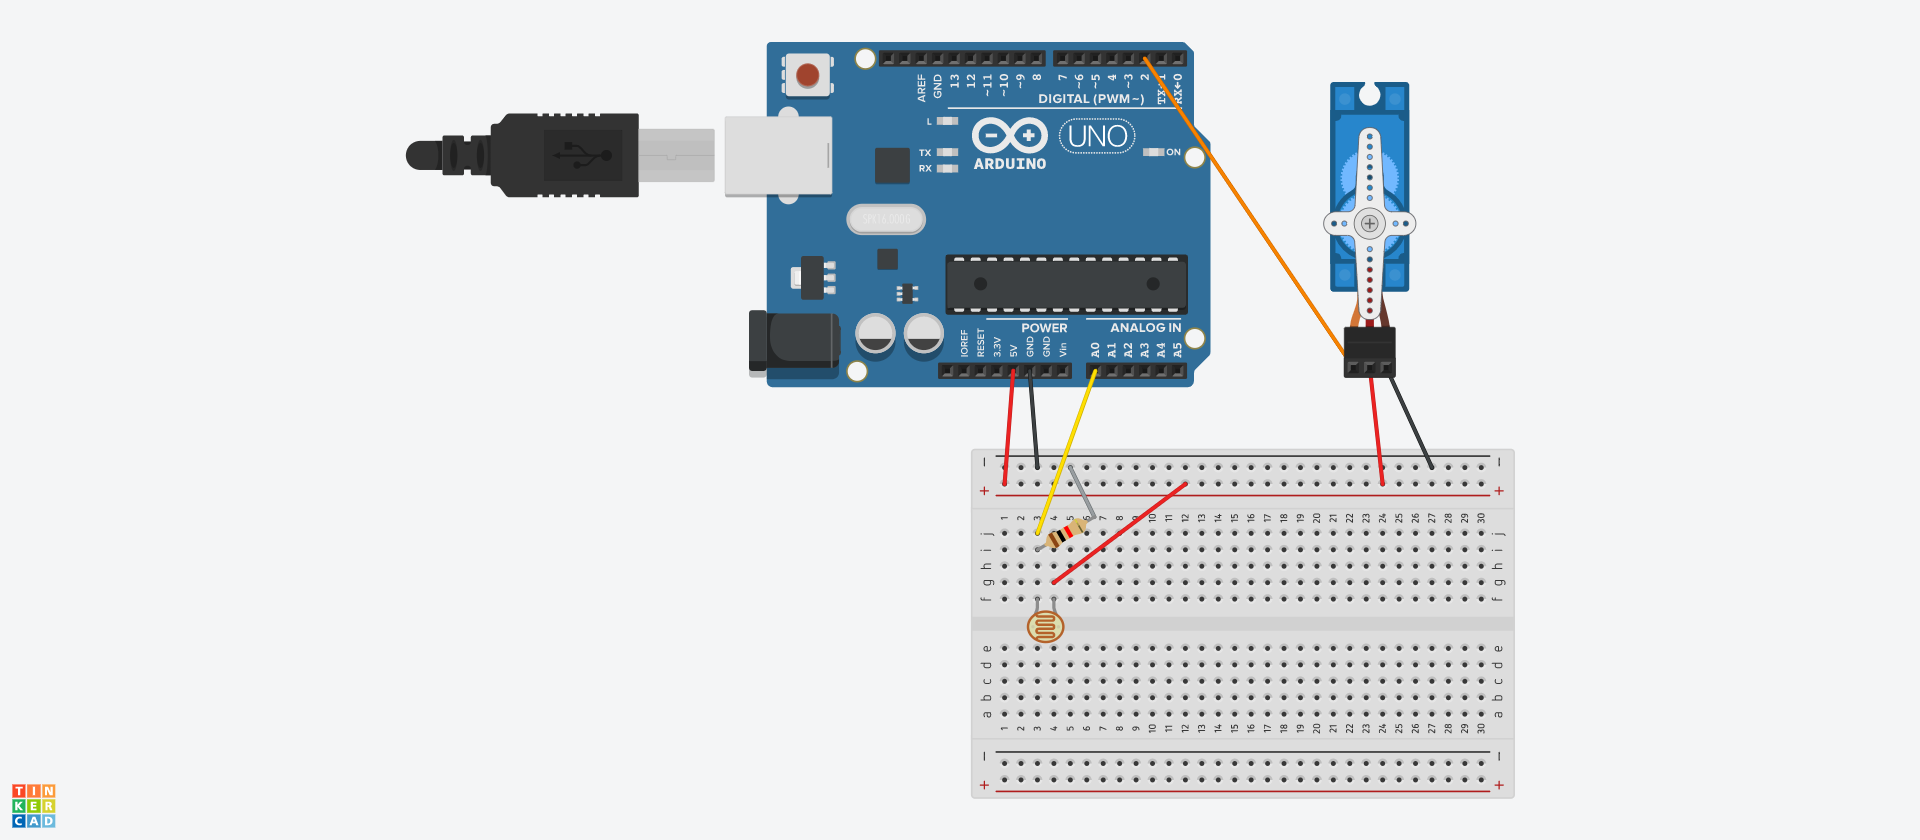 AREF GND 13 12 ~11 ~10 ~9 8 7 ~6 ~5 4 ~3 2 TX→1 RX←0
DIGITAL (PWM~)
L
TX
RX
UNO
ARDUINO
ON
POWER
ANALOG IN
IOREF RESET 3.3V 5V GND GND Vin A0 A1 A2 A3 A4 A5
− −
+ +
1 2 3 4 5 6 7 8 9 10 11 12 13 14 15 16 17 18 19 20 21 22 23 24 25 26 27 28 29 30
j j
i i
h h
g g
f f
e e
d d
c c
b b
a a
1 2 3 4 5 6 7 8 9 10 11 12 13 14 15 16 17 18 19 20 21 22 23 24 25 26 27 28 29 30
− −
+ +
TIN
KER
CAD